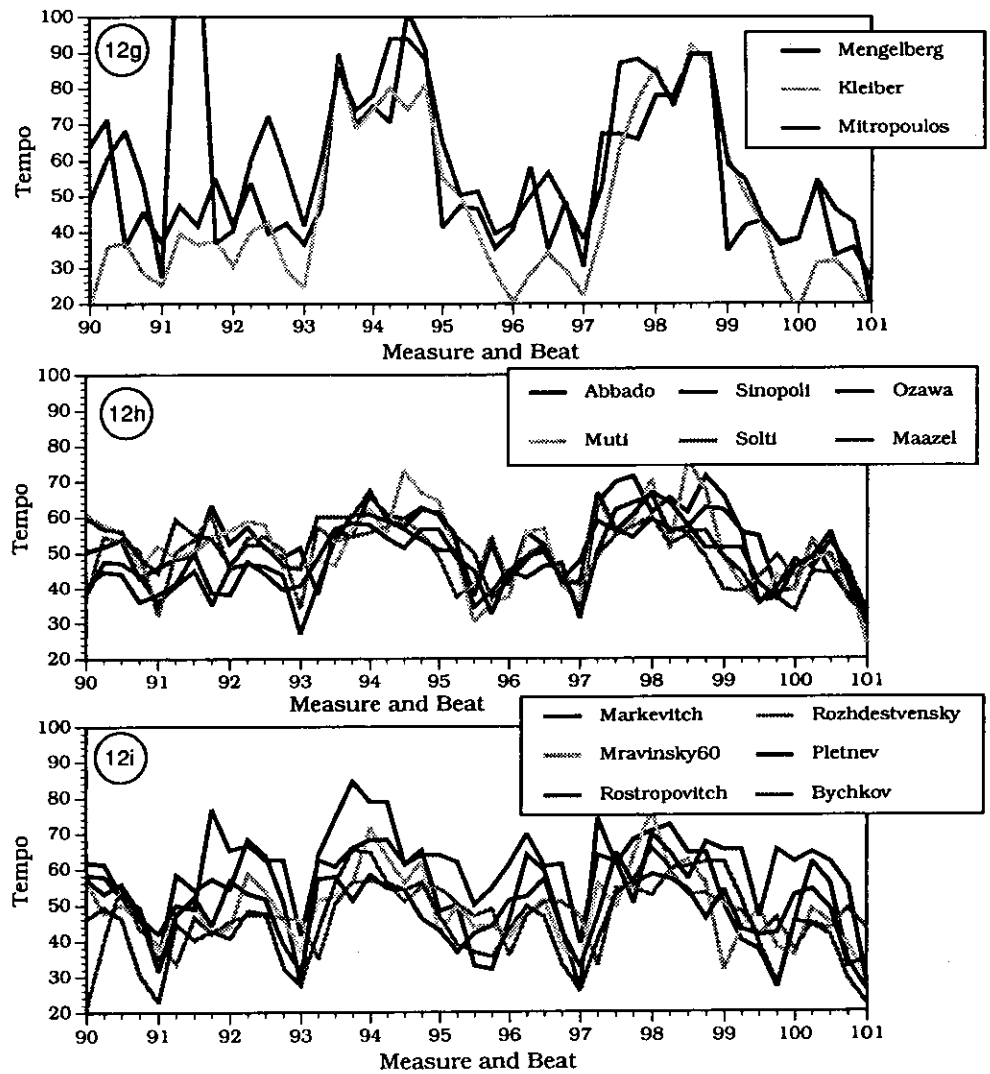 100
90
80
70
60
50
40
30
20
Tempo
12g
Mengelberg
Kleiber
Mitropoulos
90 91 92 93 94 95 96 97 98 99 100 101
Measure and Beat
100
90
80
70
60
50
40
30
20
Tempo
12h
Abbado Sinopoli Ozawa
Muti Solti Maazel
90 91 92 93 94 95 96 97 98 99 100 101
Measure and Beat
100
90
80
70
60
50
40
30
20
Tempo
12i
Markevitch Rozhdestvensky
Mravinsky60 Pletnev
Rostropovitch Bychkov
90 91 92 93 94 95 96 97 98 99 100 101
Measure and Beat